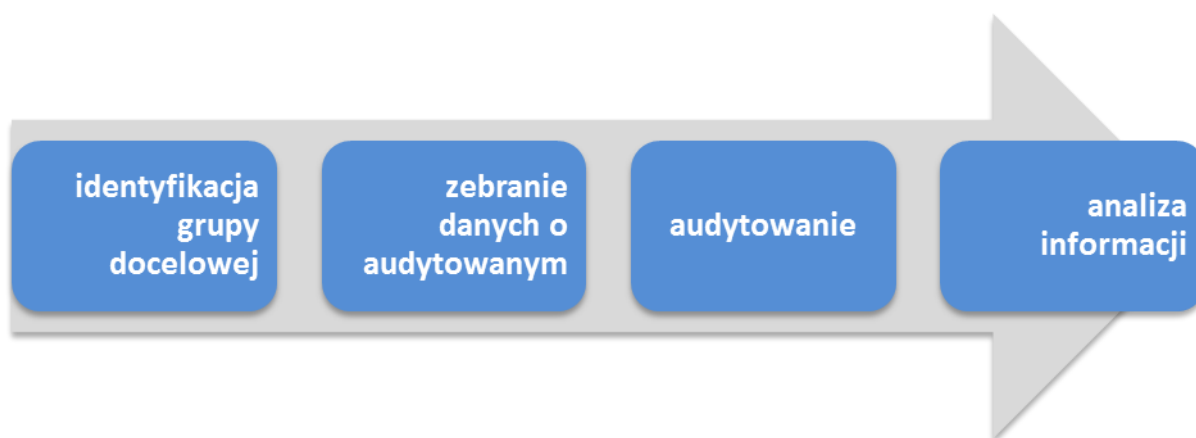 identyfikacja
grupy
docelowej
zebranie
danych o
audytowanym
audytowanie
analiza
informacji